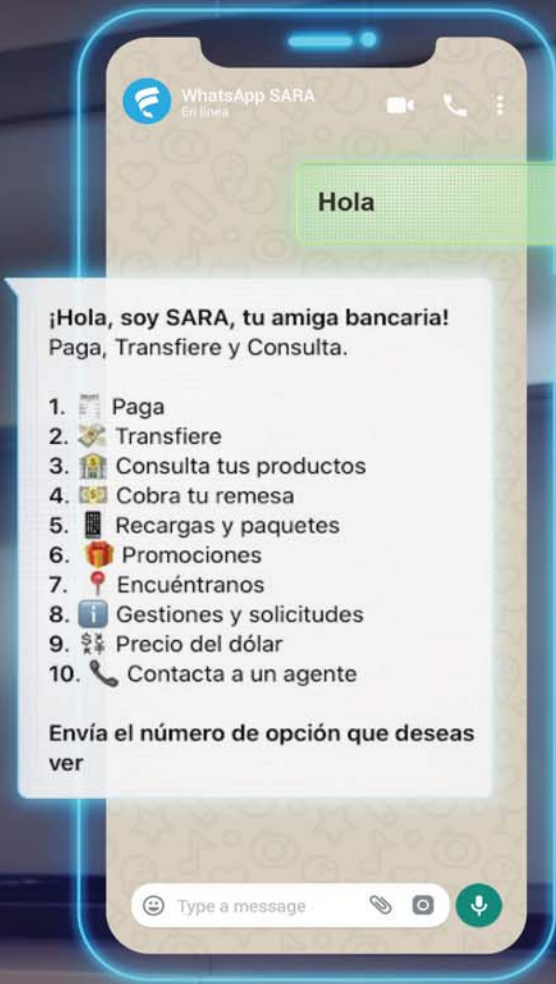 WhatsApp SARA
En línea
Hola
¡Hola, soy SARA, tu amiga bancaria!
Paga, Transfiere y Consulta.
1. Paga
2. Transfiere
3. Consulta tus productos
4. Cobra tu remesa
5. Recargas y paquetes
6. Promociones
7. Encuéntranos
8. Gestiones y solicitudes
9. Precio del dólar
10. Contacta a un agente
Envía el número de opción que deseas
ver
Type a message